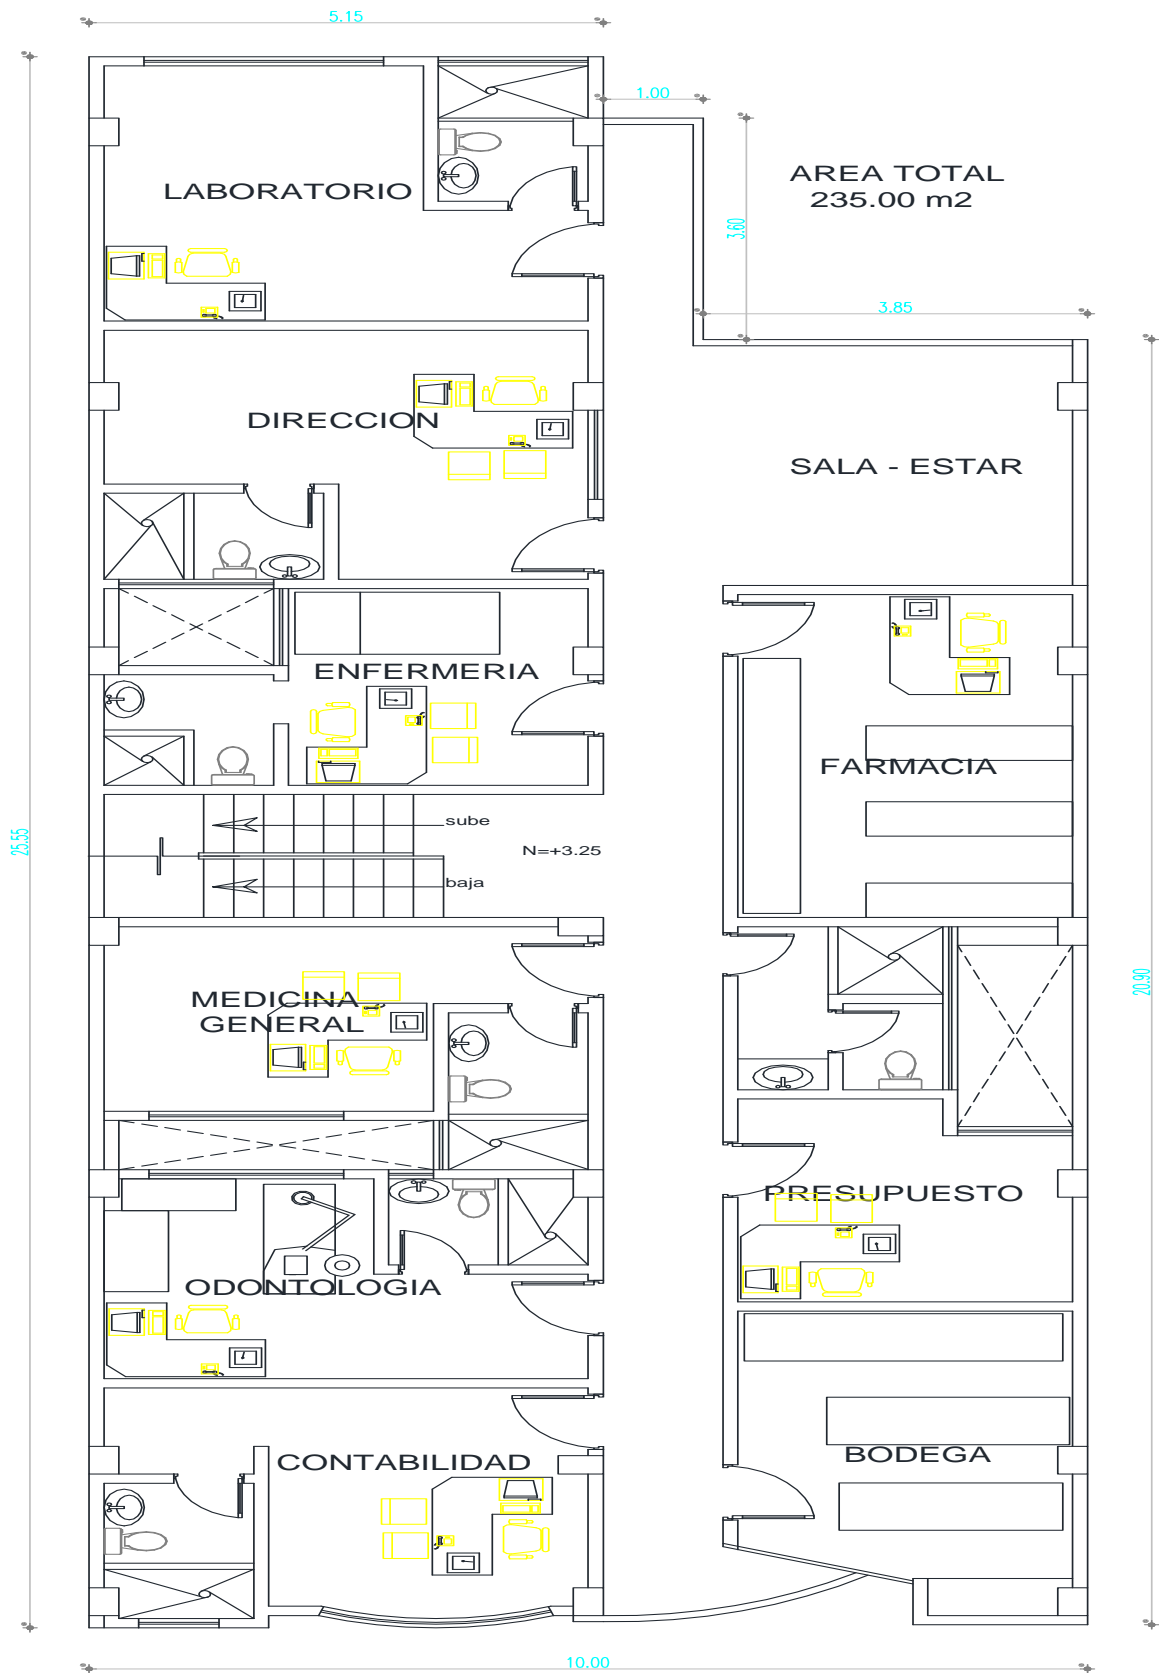 5.15
1.00
AREA TOTAL
235.00 m2
LABORATORIO
3.60
3.85
DIRECCION
SALA - ESTAR
ENFERMERIA
FARMACIA
sube
N=+3.25
25.55
baja
20.90
MEDICINA
GENERAL
PRESUPUESTO
ODONTOLOGIA
BODEGA
CONTABILIDAD
10.00